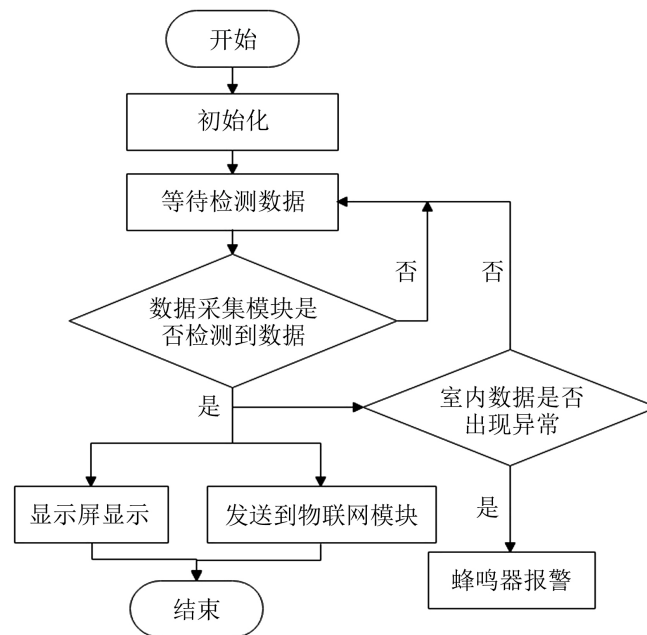 开始
初始化
等待检测数据
否
否
数据采集模块是
否检测到数据
是
室内数据是否
出现异常
显示屏显示
发送到物联网模块
是
蜂鸣器报警
结束